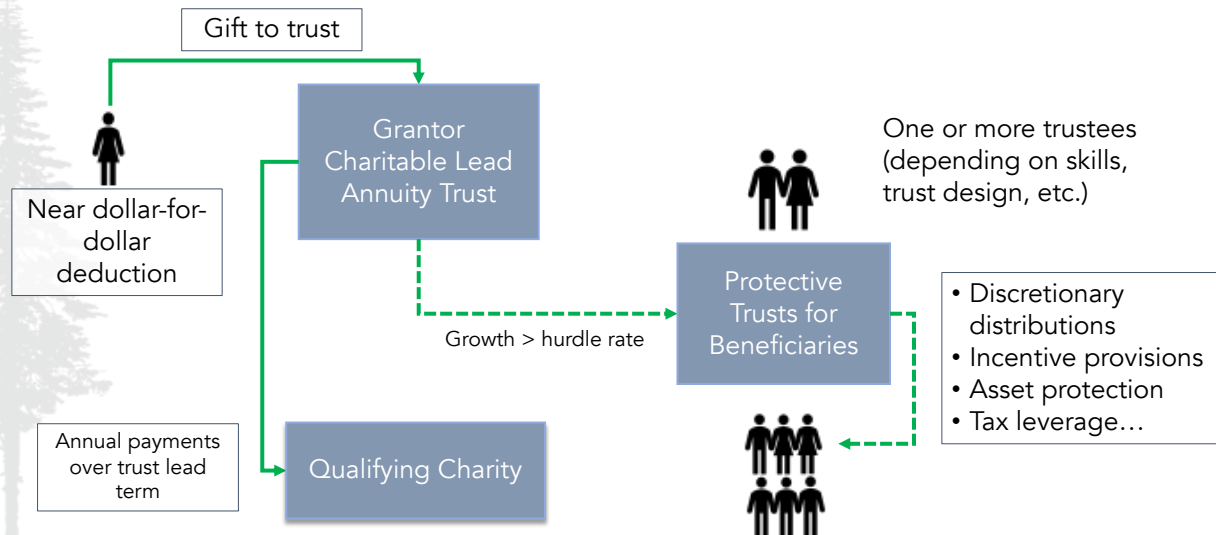 Gift to trust
Near dollar-for-
dollar
deduction
Grantor
Charitable Lead
Annuity Trust
One or more trustees
(depending on skills,
trust design, etc.)
Growth > hurdle rate
Protective
Trusts for
Beneficiaries
• Discretionary
distributions
• Incentive provisions
• Asset protection
• Tax leverage…
Annual payments
over trust lead
term
Qualifying Charity